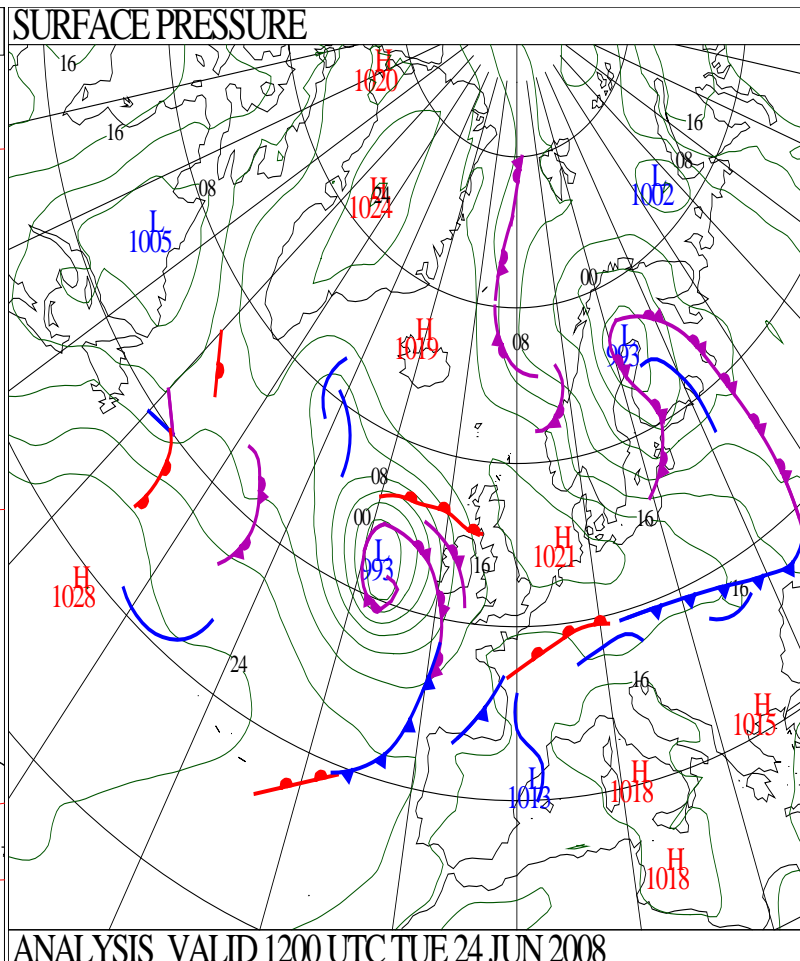 SURFACE PRESSURE
16
H
1020
16
16
08
L
1002
08
H
24
1024
L
1005
00
H
1019
08
L
993
08
00
16
H
1021
L
993
16
H
1028
16
24
16
H
1015
H
1018
L
1013
H
1018
ANALYSIS VALID 1200 UTC TUE 24 JUN 2008